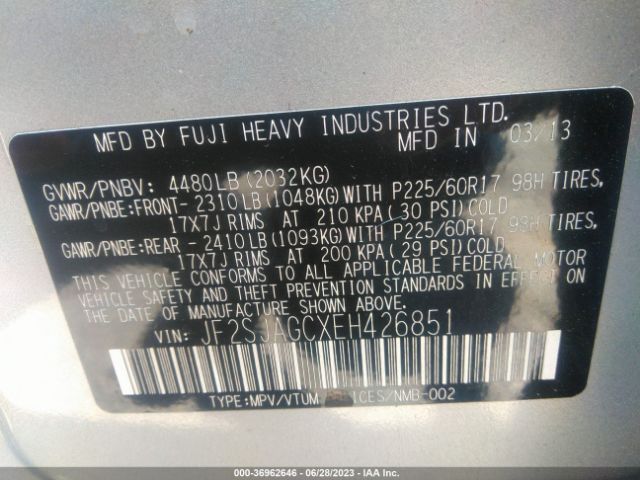 MFD BY FUJI HEAVY INDUSTRIES LTD.
MFD IN 03/13
GVWR/PNBV: 4480LB (2032KG)
GAWR/PNBE:FRONT- 2310LB (1048KG) WITH P225/60R17 98H TIRES,
17X7J RIMS AT 210 KPA (30 PSI) COLD
GAWR/PNBE:REAR - 2410LB (1093KG) WITH P225/60R17 98H TIRES,
17X7J RIMS AT 200 KPA (29 PSI) COLD
THIS VEHICLE CONFORMS TO ALL APPLICABLE FEDERAL MOTOR
VEHICLE SAFETY AND THEFT PREVENTION STANDARDS IN EFFECT ON
THE DATE OF MANUFACTURE SHOWN ABOVE.
VIN: JF2SJAGCXEH426851
TYPE:MPV/VTUM ICES/NMB-002
000-36962646 / 06/28/2023 - IAA Inc.